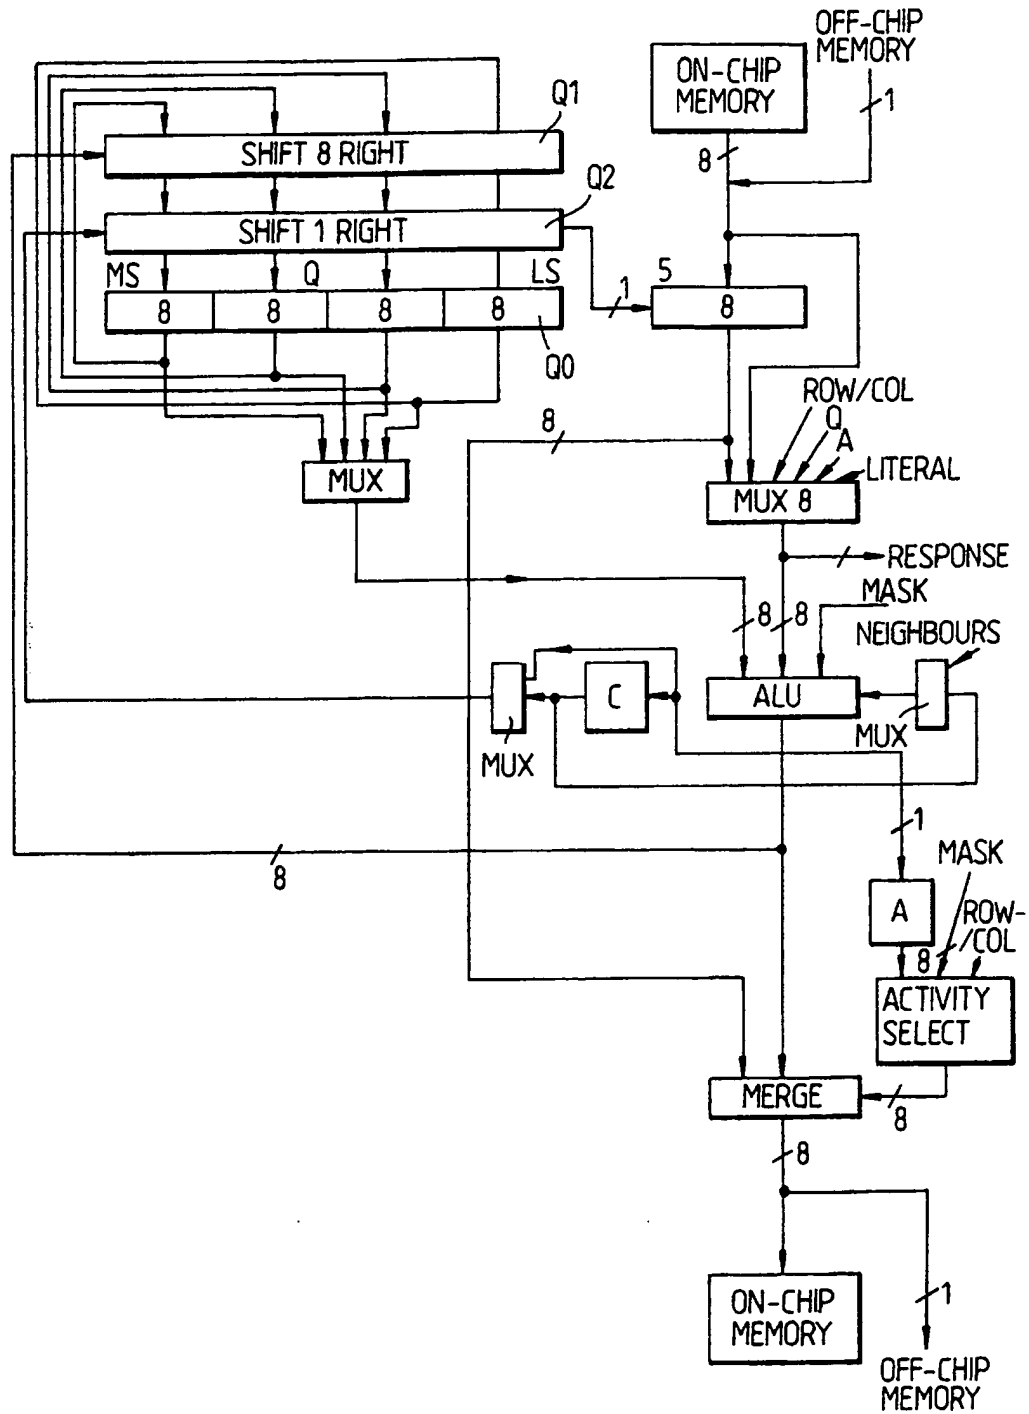 OFF-CHIP
MEMORY
ON-CHIP
MEMORY
1
8
Q1
SHIFT 8 RIGHT
Q2
SHIFT 1 RIGHT
MS
Q
LS
8
8
8
8
Q0
1
5
8
8
ROW/COL
Q
A
LITERAL
MUX
MUX 8
RESPONSE
MASK
8
8
NEIGHBOURS
C
ALU
MUX
MUX
1
8
MASK
A
ROW-
/COL
8
ACTIVITY
SELECT
MERGE
8
8
ON-CHIP
MEMORY
1
OFF-CHIP
MEMORY